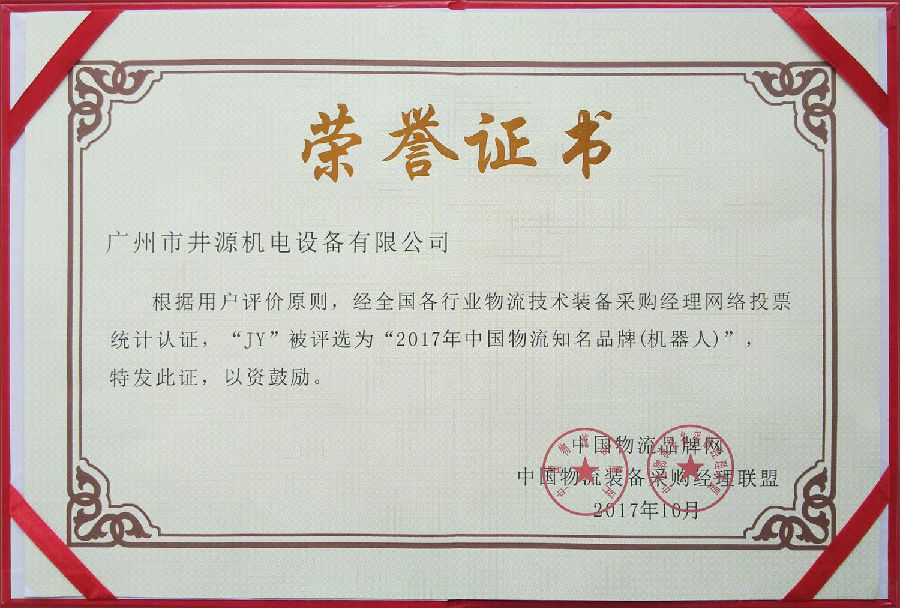 荣誉证书
广州市井源机电设备有限公司
根据用户评价原则，经全国各行业物流技术装备采购经理网络投票
统计认证，“JY”被评选为“2017年中国物流知名品牌(机器人)”，
特发此证，以资鼓励。
中国物流品牌网
中国物流装备采购经理联盟
2017年10月